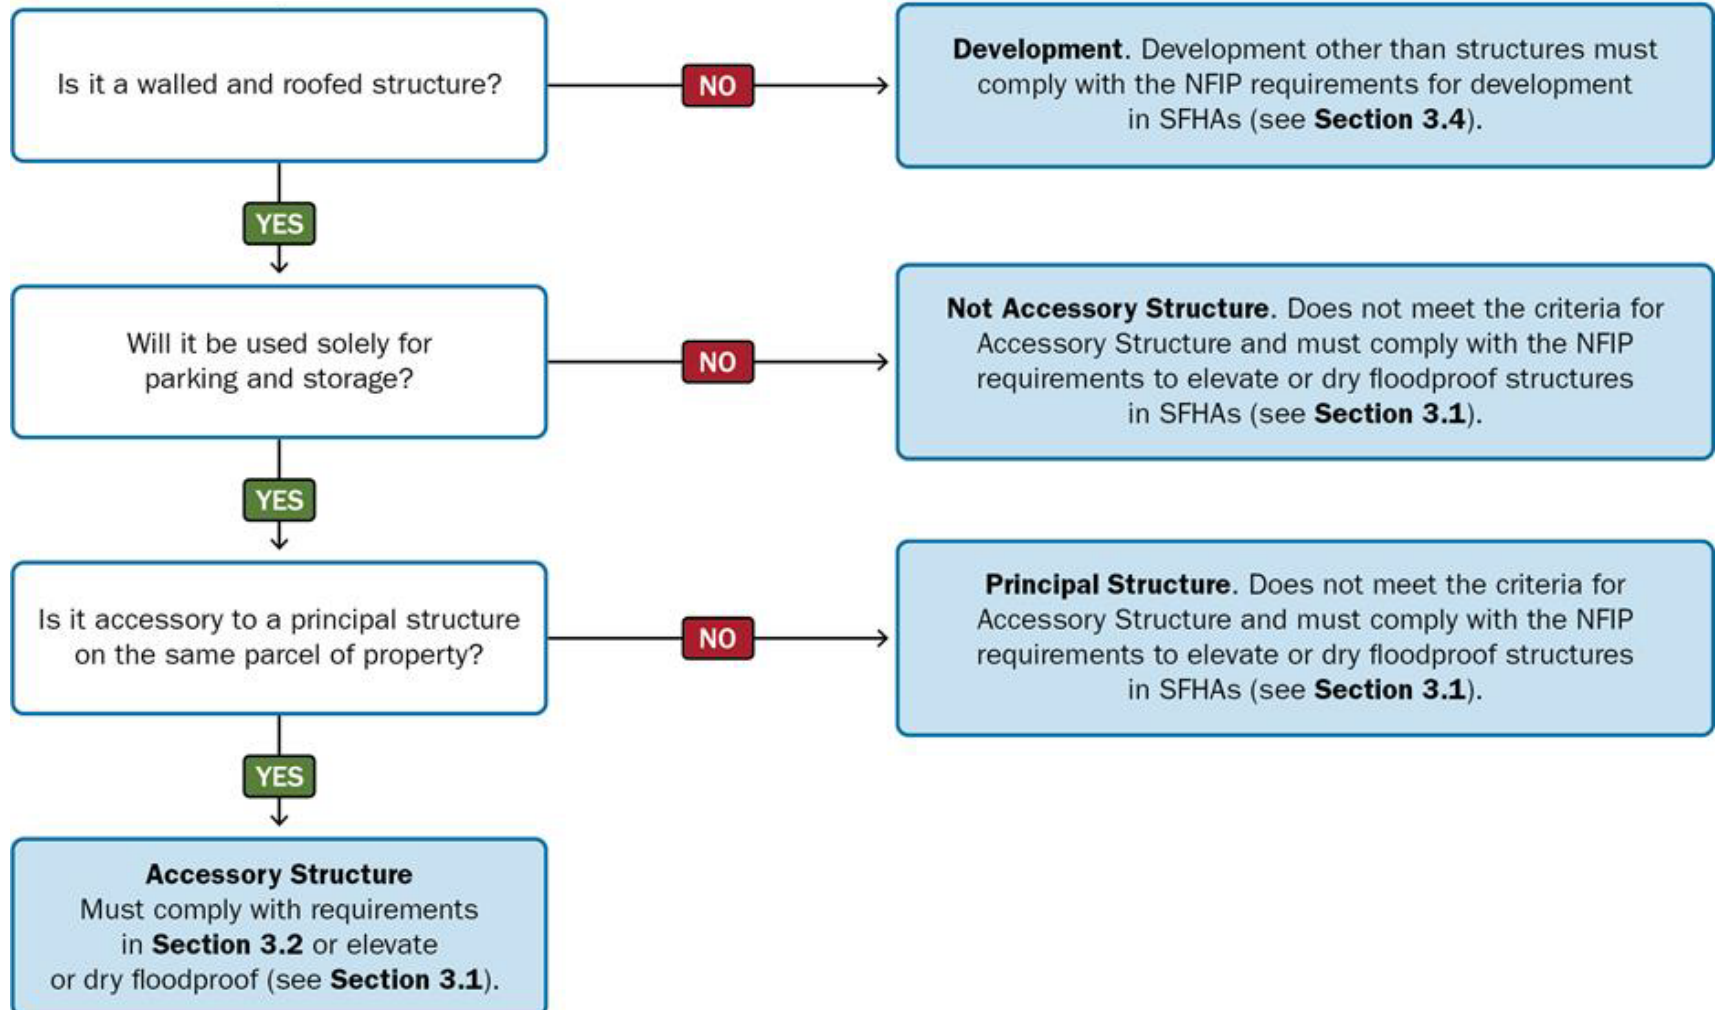 Is it a walled and roofed structure?
NO
Development. Development other than structures must
comply with the NFIP requirements for development
in SFHAs (see Section 3.4).
YES
Will it be used solely for
parking and storage?
NO
Not Accessory Structure. Does not meet the criteria for
Accessory Structure and must comply with the NFIP
requirements to elevate or dry floodproof structures
in SFHAs (see Section 3.1).
YES
Is it accessory to a principal structure
on the same parcel of property?
NO
Principal Structure. Does not meet the criteria for
Accessory Structure and must comply with the NFIP
requirements to elevate or dry floodproof structures
in SFHAs (see Section 3.1).
YES
Accessory Structure
Must comply with requirements
in Section 3.2 or elevate
or dry floodproof (see Section 3.1).